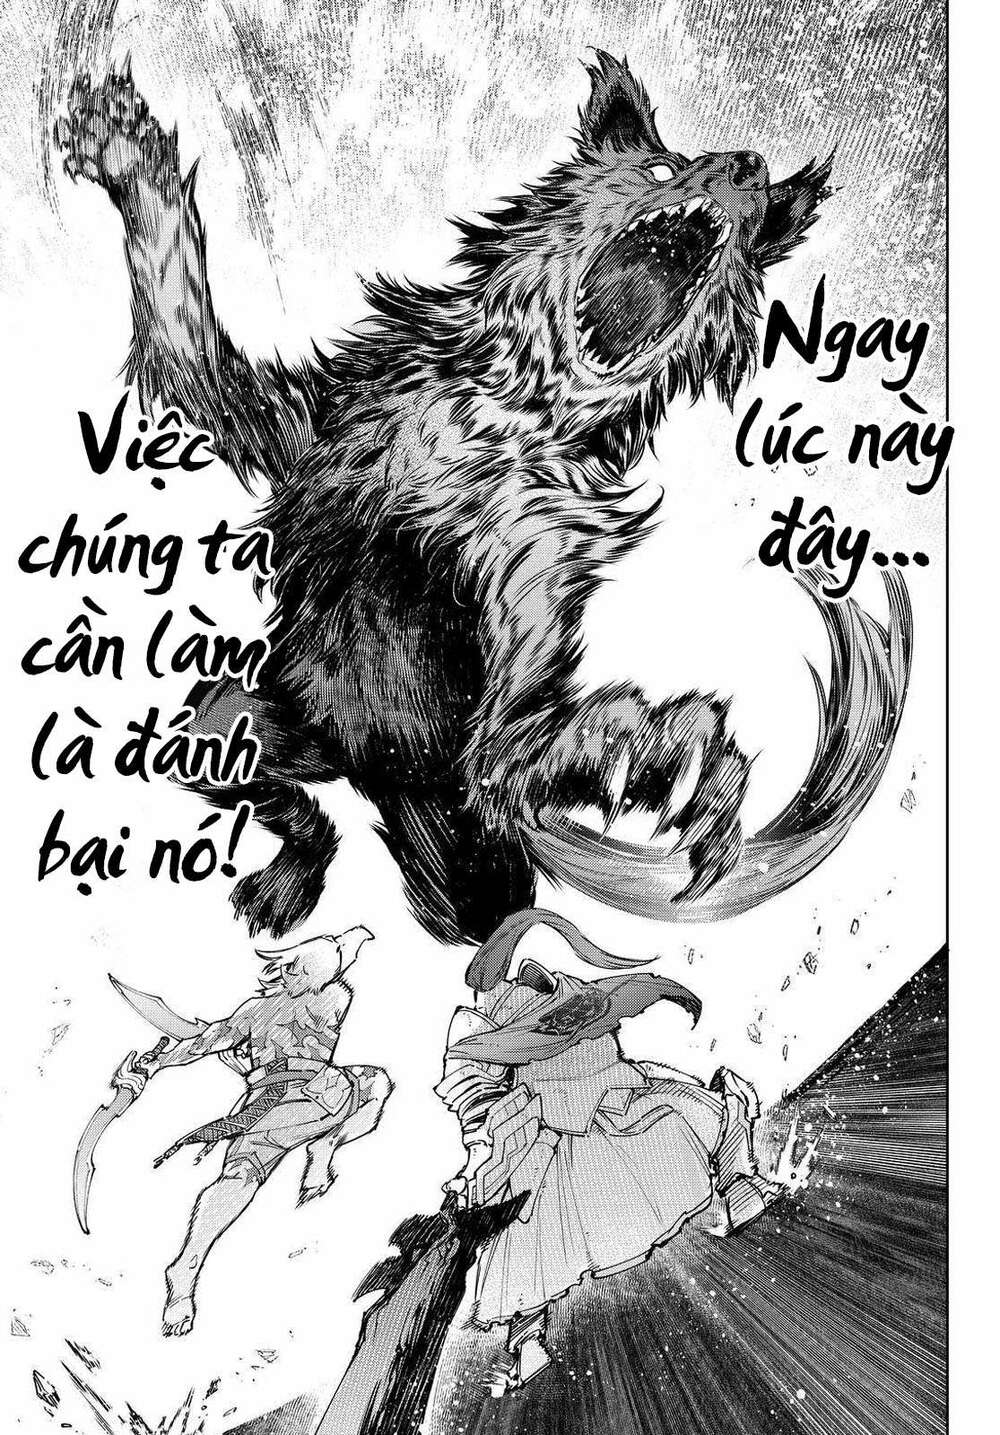 Ngay
lúc này
đây...
Việc
chúng ta
cần làm
là đánh
bại nó!